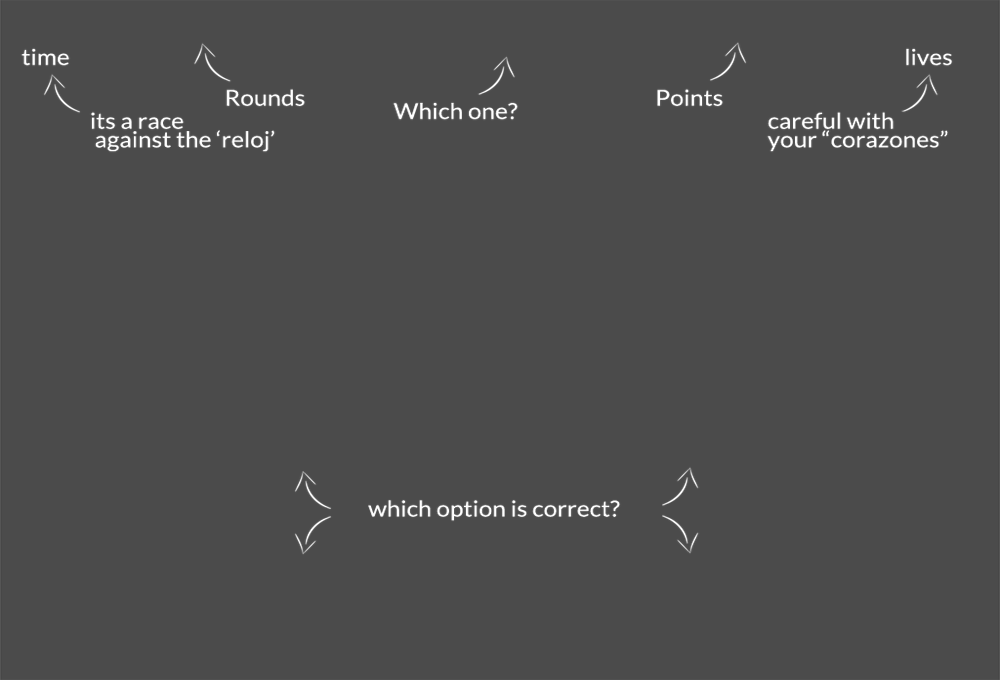 time
lives
Rounds
Points
Which one?
its a race
against the ‘reloj’
careful with
your “corazones”
which option is correct?